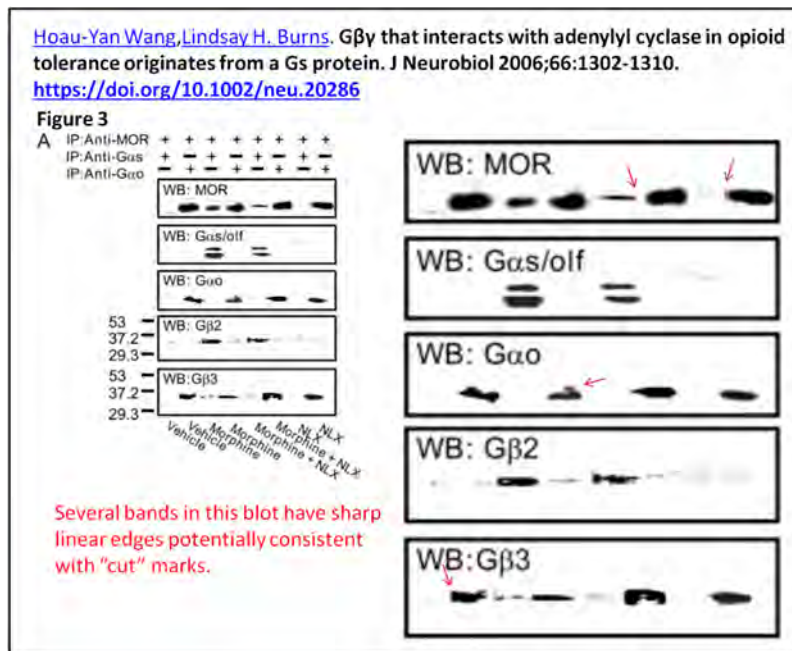 Hoau-Yan Wang,Lindsay H. Burns. Gβγ that interacts with adenylyl cyclase in opioid
tolerance originates from a Gs protein. J Neurobiol 2006;66:1302-1310.
https://doi.org/10.1002/neu.20286
Figure 3
A IP:Anti-MOR + + + + + + + +
IP:Anti-Gαs + − + − + − + −
IP:Anti-Gαo − + − + − + − +
WB: MOR
WB: Gαs/olf
WB: Gαo
53
37.2
29.3
WB: Gβ2
53
37.2
29.3
WB:Gβ3
Vehicle
Vehicle
Morphine
Morphine
Morphine + NLX
Morphine + NLX
NLX
NLX
Several bands in this blot have sharp
linear edges potentially consistent
with “cut” marks.
WB: MOR
WB: Gαs/olf
WB: Gαo
WB: Gβ2
WB:Gβ3